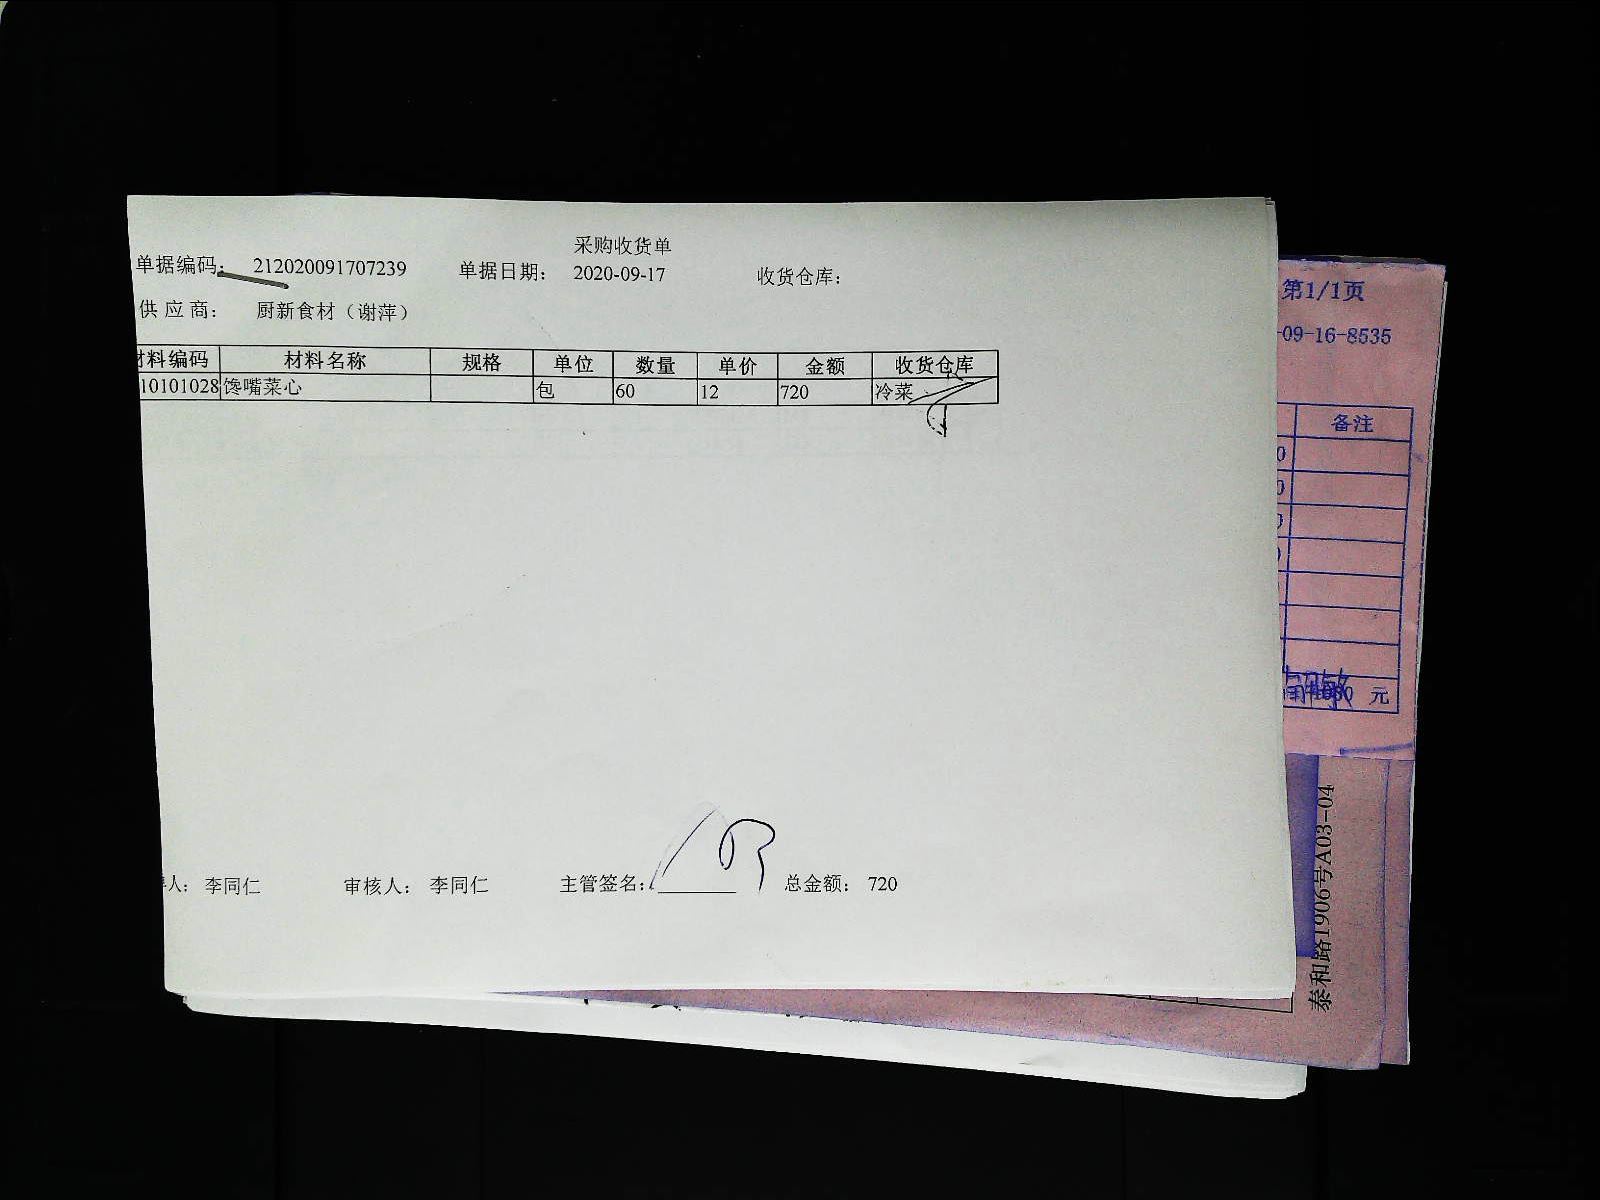 采购收货单
单据编码： 212020091707239 单据日期： 2020-09-17 收货仓库：
供应商： 厨新食材（谢萍）
材料编码 材料名称 规格 单位 数量 单价 金额 收货仓库
10101028 馋嘴菜心 包 60 12 720 冷菜
人： 李同仁 审核人： 李同仁 主管签名： 总金额： 720
第1/1页
-09-16-8535
备注
元
泰和路1906号A03-04